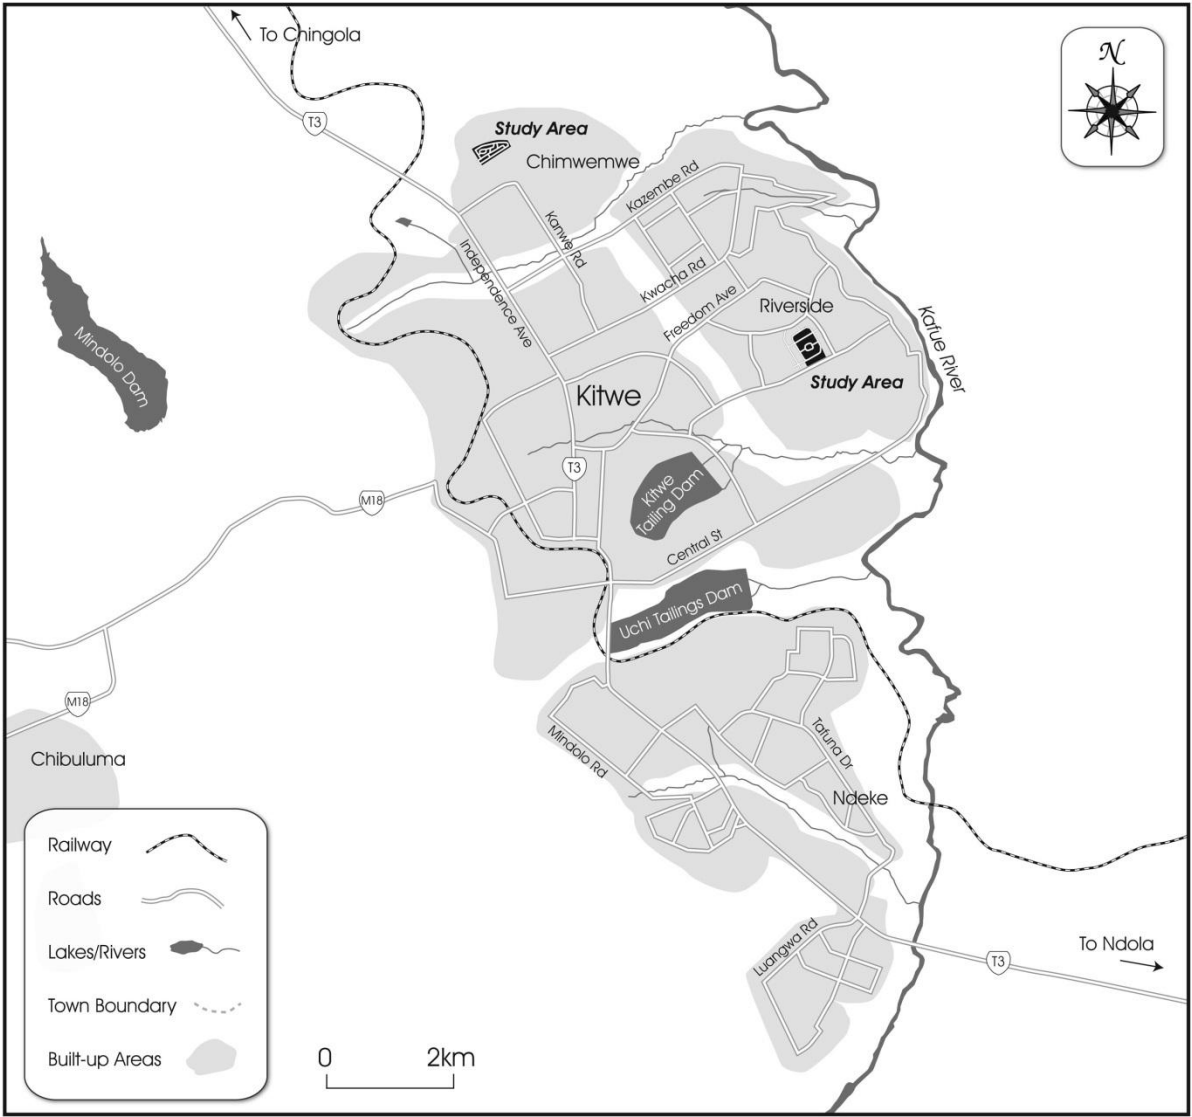 To Chingola
N
T3
Study Area
Chimwemwe
Kazembe Rd
Kanwe Rd
Independence Ave
Kwacha Rd
Freedom Ave
Riverside
Kafue River
Mindolo Dam
Study Area
Kitwe
T3
Kitwe
Tailing Dam
M18
Central St
Uchi Tailings Dam
M18
Mindolo Rd
Tafuna Dr
Chibuluma
Ndeke
Railway
Roads
Lakes/Rivers
Town Boundary
Built-up Areas
Luangwa Rd
T3
To Ndola
0 2km